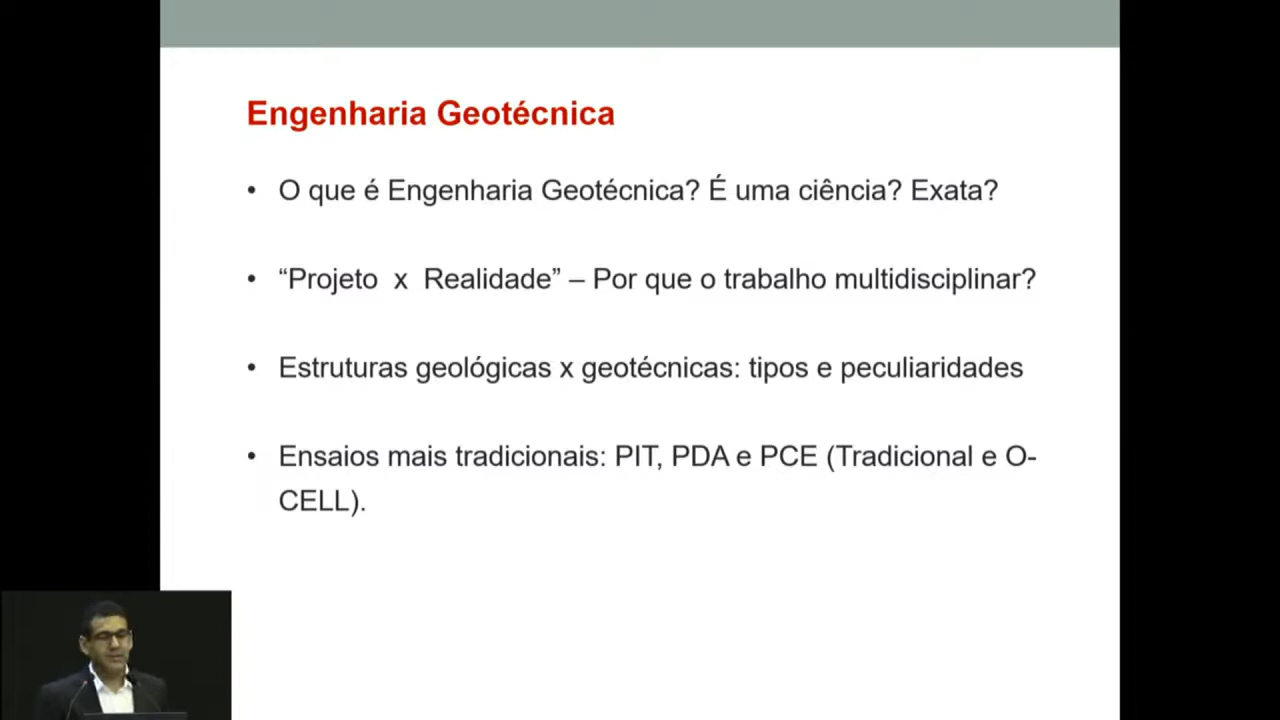 Engenharia Geotécnica
• O que é Engenharia Geotécnica? É uma ciência? Exata?
• “Projeto x Realidade” – Por que o trabalho multidisciplinar?
• Estruturas geológicas x geotécnicas: tipos e peculiaridades
• Ensaios mais tradicionais: PIT, PDA e PCE (Tradicional e O-
CELL).